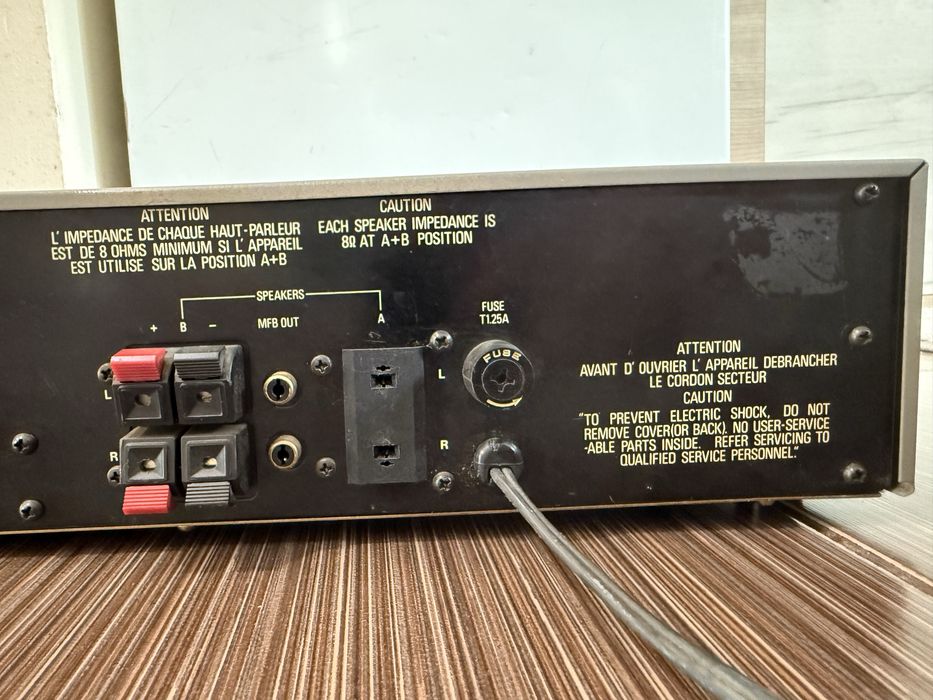 ATTENTION
L' IMPEDANCE DE CHAQUE HAUT-PARLEUR
EST DE 8 OHMS MINIMUM SI L' APPAREIL
EST UTILISE SUR LA POSITION A+B
CAUTION
EACH SPEAKER IMPEDANCE IS
8Ω AT A+B POSITION
SPEAKERS
+ B − MFB OUT A
FUSE
T1.25A
FUSE
L
L
R
R
ATTENTION
AVANT D' OUVRIER L' APPAREIL DEBRANCHER
LE CORDON SECTEUR
CAUTION
"TO PREVENT ELECTRIC SHOCK, DO NOT
REMOVE COVER(OR BACK). NO USER-SERVICE
-ABLE PARTS INSIDE. REFER SERVICING TO
QUALIFIED SERVICE PERSONNEL."